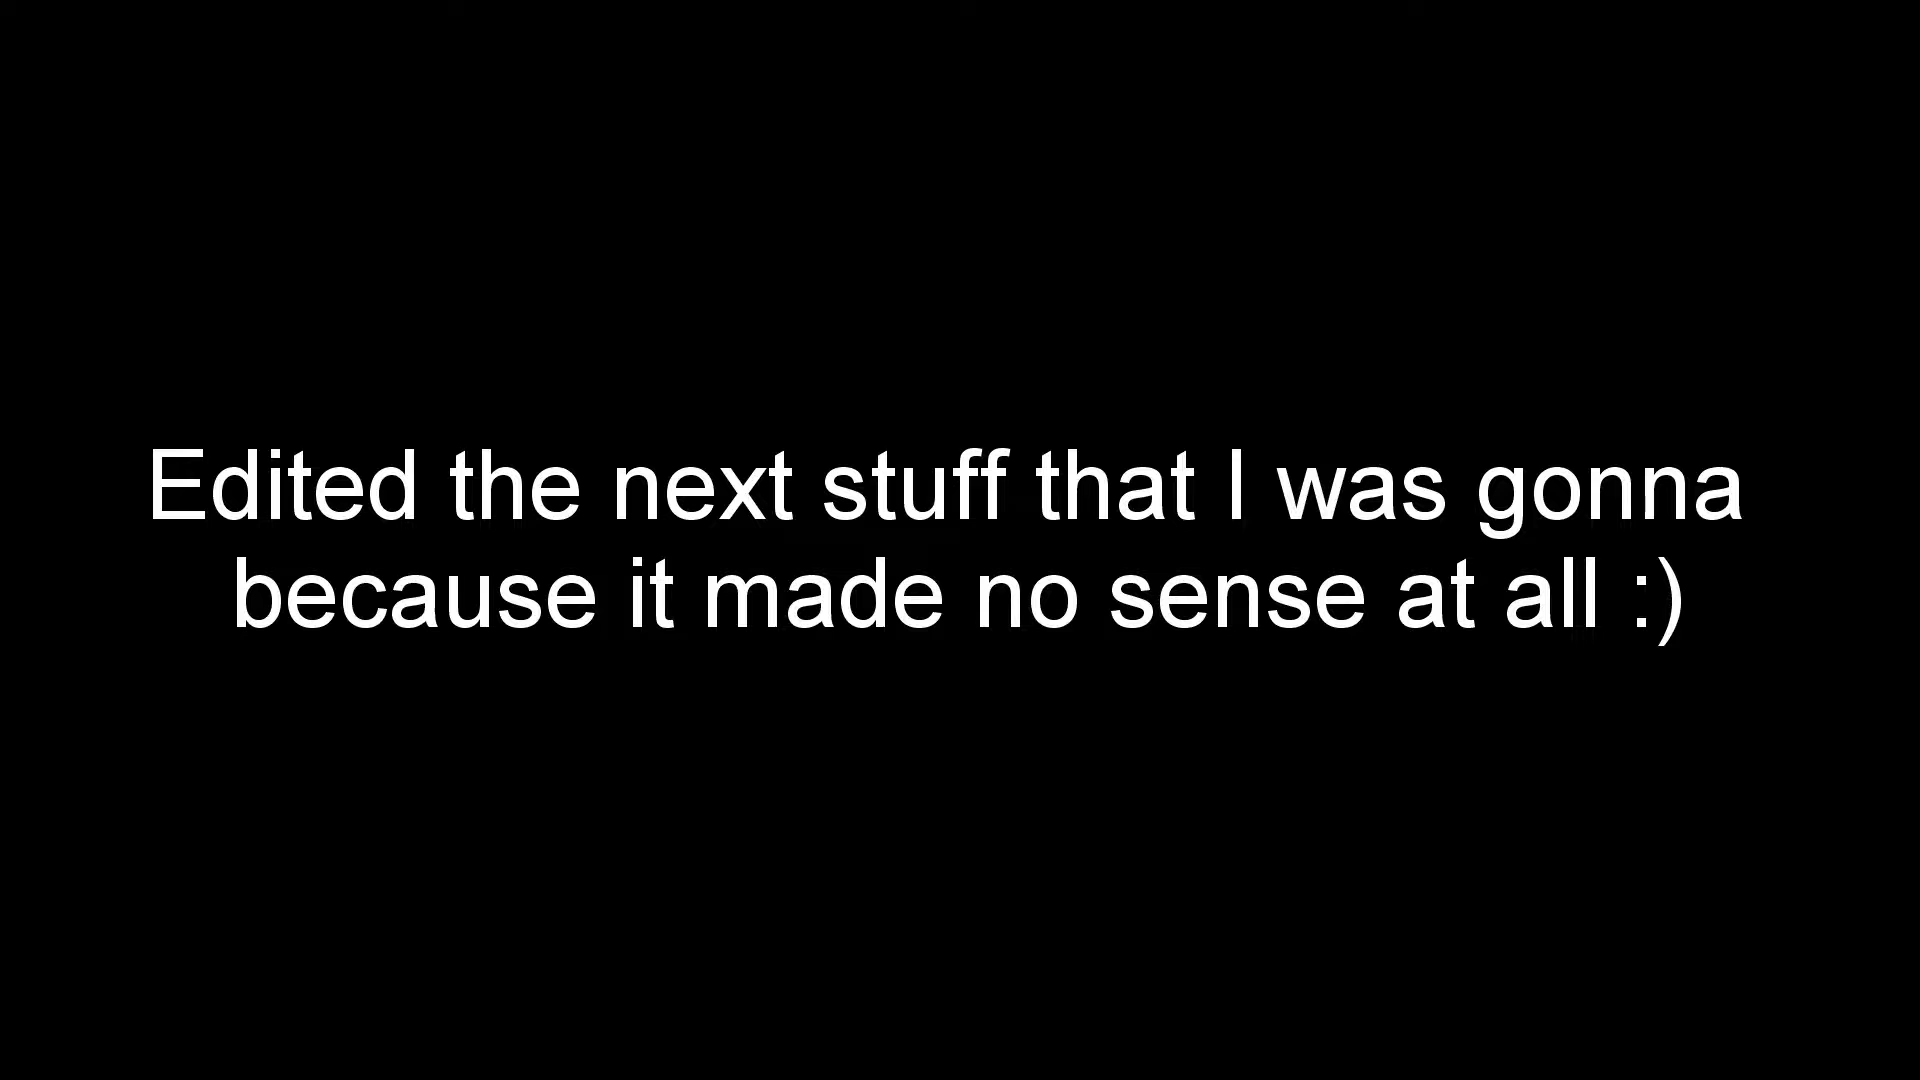 Edited the next stuff that I was gonna
because it made no sense at all :)